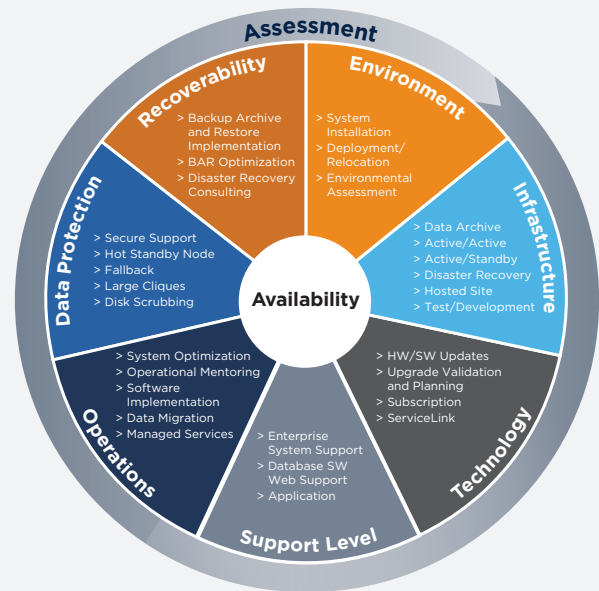 Assessment
Environment
> System
Installation
> Deployment/
Relocation
> Environmental
Assessment
Infrastructure
> Data Archive
> Active/Active
> Active/Standby
> Disaster Recovery
> Hosted Site
> Test/Development
Technology
> HW/SW Updates
> Upgrade Validation
and Planning
> Subscription
> ServiceLink
Support Level
> Enterprise
System Support
> Database SW
Web Support
> Application
Operations
> System Optimization
> Operational Mentoring
> Software
Implementation
> Data Migration
> Managed Services
Data Protection
> Secure Support
> Hot Standby Node
> Fallback
> Large Cliques
> Disk Scrubbing
Recoverability
> Backup Archive
and Restore
Implementation
> BAR Optimization
> Disaster Recovery
Consulting
Availability